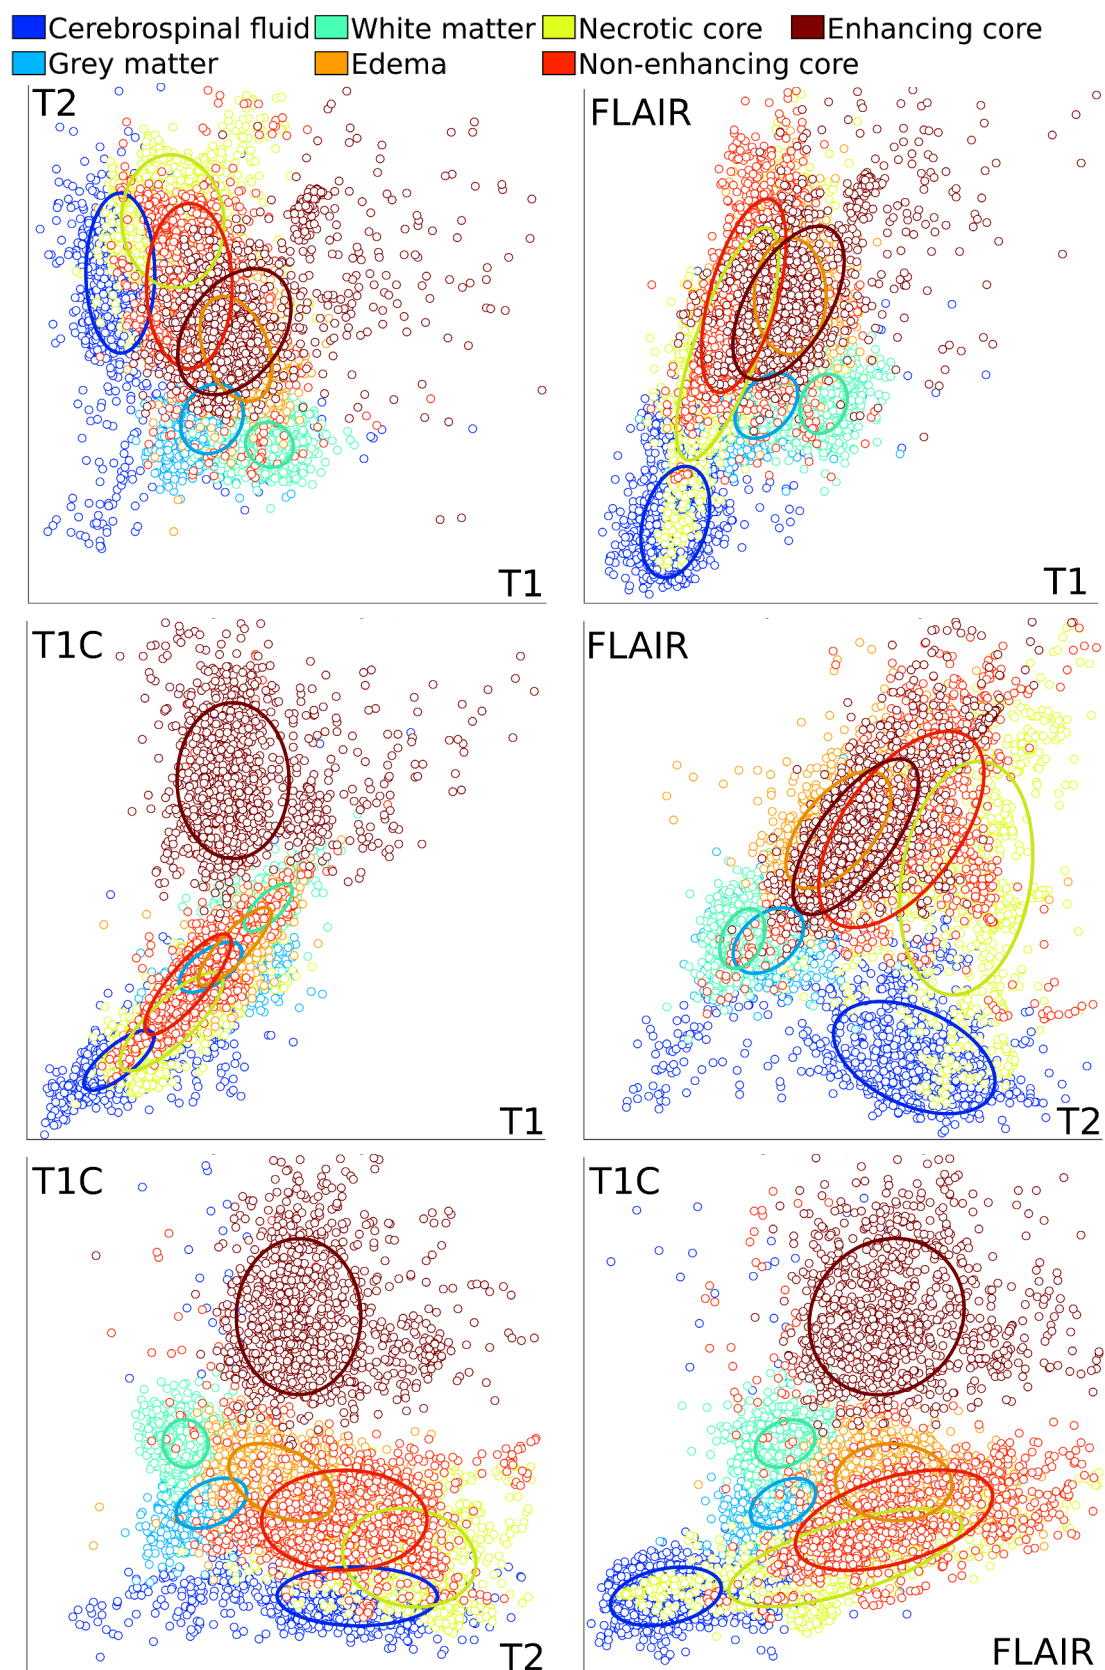 Cerebrospinal fluid White matter Necrotic core Enhancing core
Grey matter Edema Non-enhancing core
T2
T1
FLAIR
T1
T1C
T1
FLAIR
T2
T1C
T2
T1C
FLAIR